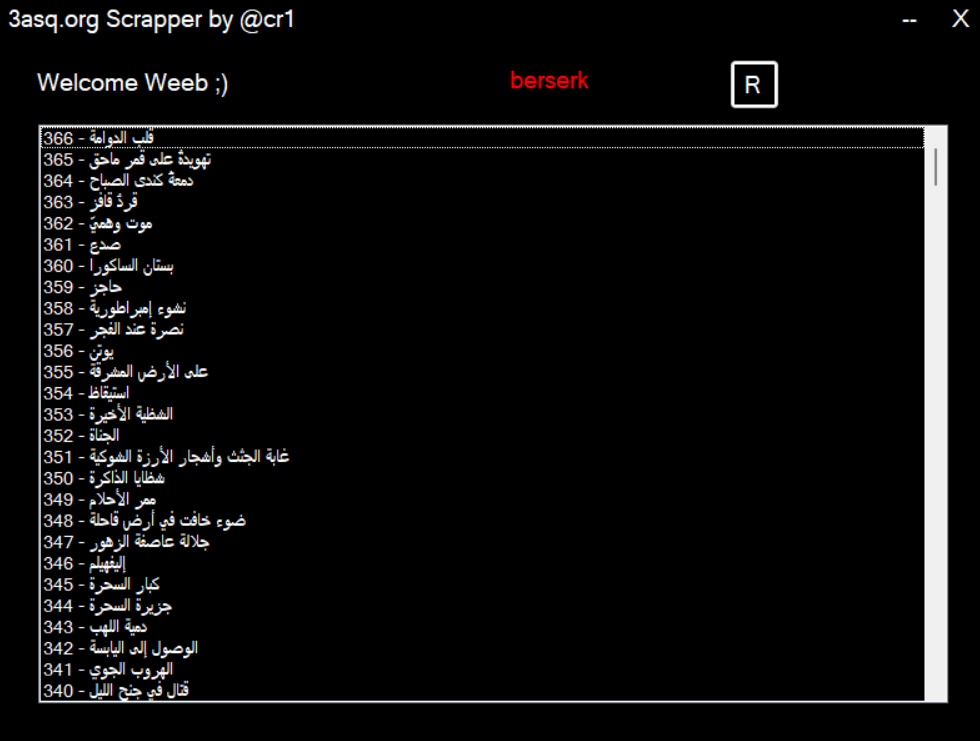 3asq.org Scrapper by @cr1 -- X
Welcome Weeb ;) berserk R
366 - قلب الدوامة
365 - تهويدةٌ على قمر ماحق
364 - دمعةٌ كندى الصباح
363 - قردٌ قافز
362 - موت وهميّ
361 - صدع
360 - بستان الساكورا
359 - حاجز
358 - نشوء إمبراطورية
357 - نصرة عند الفجر
356 - يوتن
355 - على الأرض المشرقة
354 - استيقاظ
353 - الشظية الأخيرة
352 - الجناة
351 - غابة الجثث وأشجار الأرزة الشوكية
350 - شظايا الذاكرة
349 - ممر الأحلام
348 - ضوء خافت في أرض قاحلة
347 - جلالة عاصفة الزهور
346 - إليفهيلم
345 - كبار السحرة
344 - جزيرة السحرة
343 - دمية اللهب
342 - الوصول إلى اليابسة
341 - الهروب الجوي
340 - قتال في جنح الليل